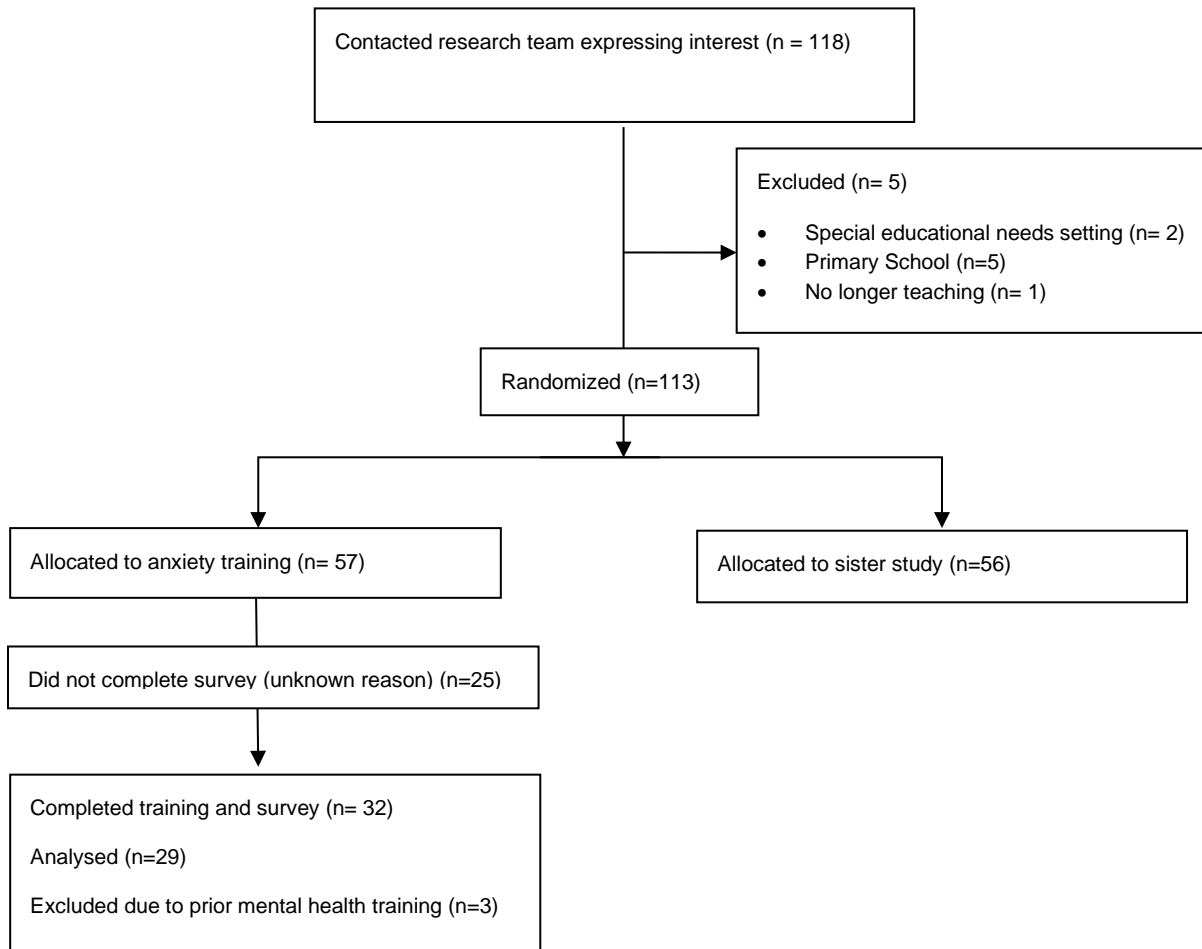 Contacted research team expressing interest (n = 118)
Excluded (n= 5)
• Special educational needs setting (n= 2)
• Primary School (n=5)
• No longer teaching (n= 1)
Randomized (n=113)
Allocated to anxiety training (n= 57)
Allocated to sister study (n=56)
Did not complete survey (unknown reason) (n=25)
Completed training and survey (n= 32)
Analysed (n=29)
Excluded due to prior mental health training (n=3)